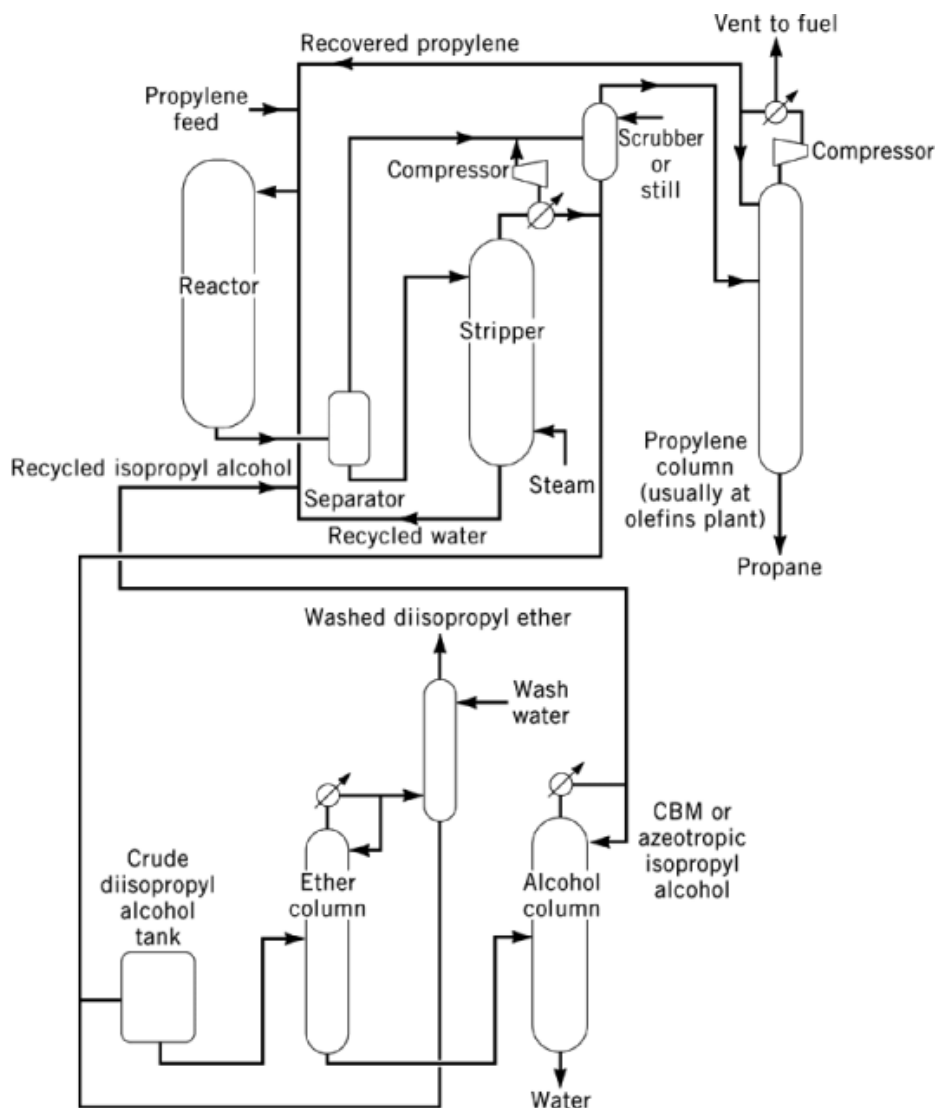 Vent to fuel
Recovered propylene
Propylene
feed
Scrubber
or
still
Compressor
Compressor
Reactor
Stripper
Recycled isopropyl alcohol
Separator
Steam
Propylene
column
(usually at
olefins plant)
Recycled water
Propane
Washed diisopropyl ether
Wash
water
CBM or
azeotropic
isopropyl
alcohol
Crude
diisopropyl
alcohol
tank
Ether
column
Alcohol
column
Water